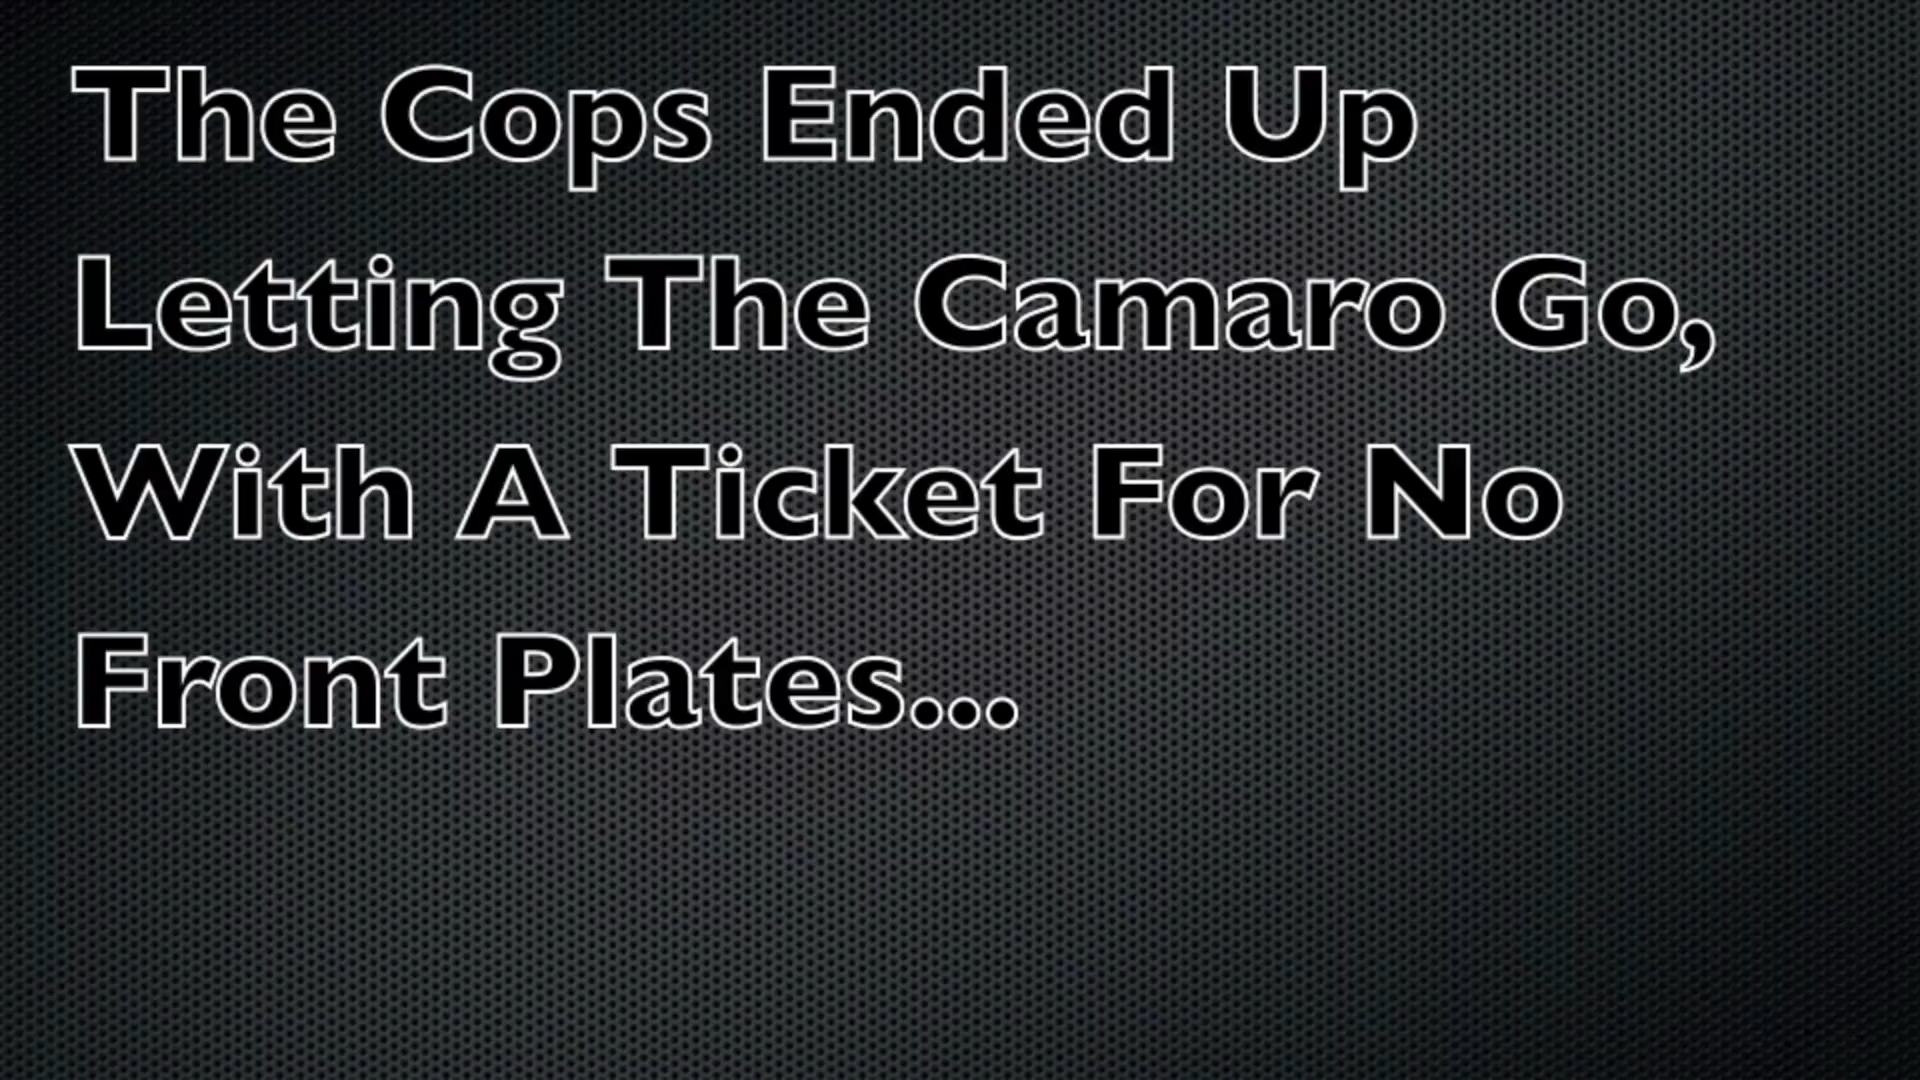 The Cops Ended Up
Letting The Camaro Go,
With A Ticket For No
Front Plates...